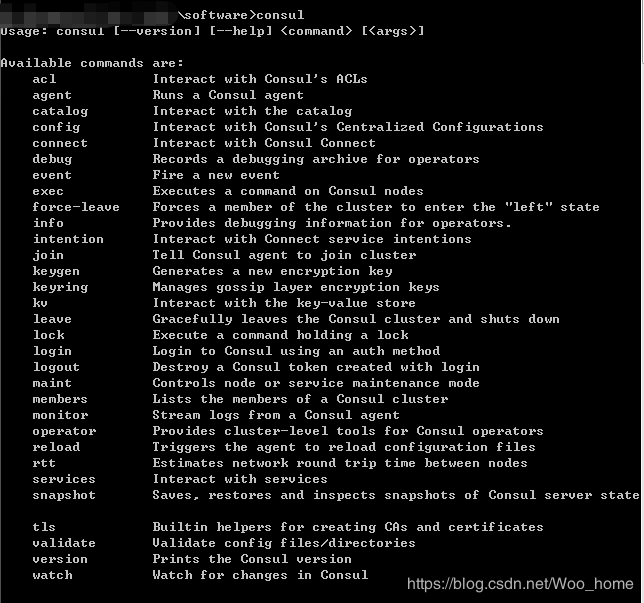 \software>consul
Usage: consul [--version] [--help] <command> [<args>]
Available commands are:
acl Interact with Consul's ACLs
agent Runs a Consul agent
catalog Interact with the catalog
config Interact with Consul's Centralized Configurations
connect Interact with Consul Connect
debug Records a debugging archive for operators
event Fire a new event
exec Executes a command on Consul nodes
force-leave Forces a member of the cluster to enter the "left" state
info Provides debugging information for operators.
intention Interact with Connect service intentions
join Tell Consul agent to join cluster
keygen Generates a new encryption key
keyring Manages gossip layer encryption keys
kv Interact with the key-value store
leave Gracefully leaves the Consul cluster and shuts down
lock Execute a command holding a lock
login Login to Consul using an auth method
logout Destroy a Consul token created with login
maint Controls node or service maintenance mode
members Lists the members of a Consul cluster
monitor Stream logs from a Consul agent
operator Provides cluster-level tools for Consul operators
reload Triggers the agent to reload configuration files
rtt Estimates network round trip time between nodes
services Interact with services
snapshot Saves, restores and inspects snapshots of Consul server state
tls Builtin helpers for creating CAs and certificates
validate Validate config files/directories
version Prints the Consul version
watch Watch for changes in Consul
https://blog.csdn.net/Woo_home